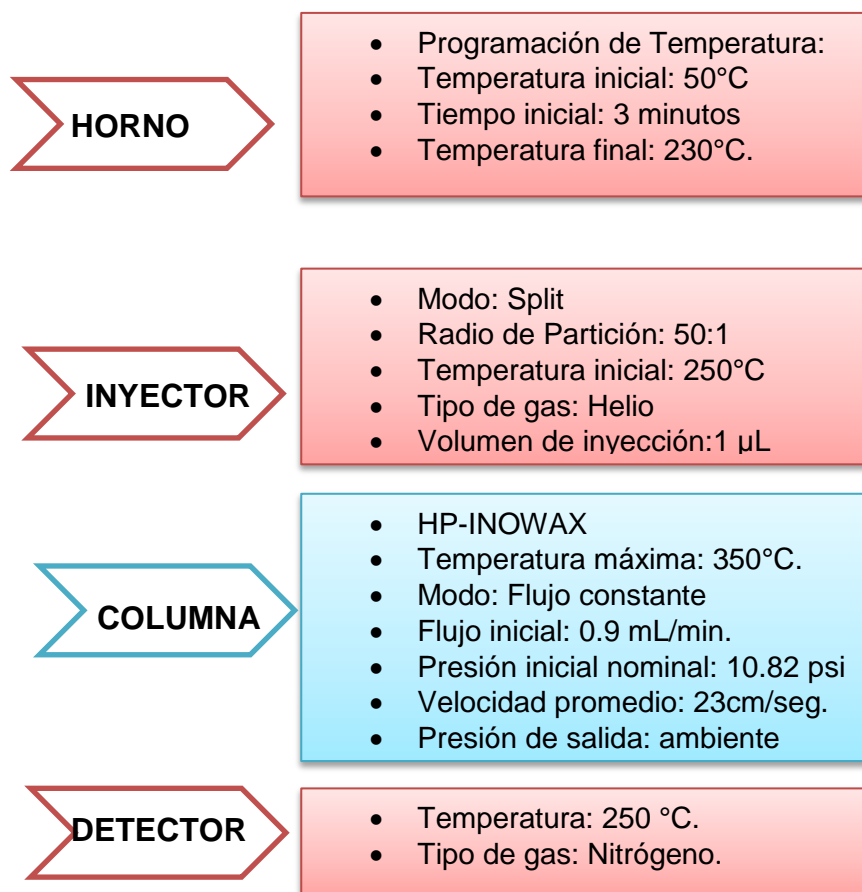 HORNO
• Programación de Temperatura:
• Temperatura inicial: 50°C
• Tiempo inicial: 3 minutos
• Temperatura final: 230°C.
INYECTOR
• Modo: Split
• Radio de Partición: 50:1
• Temperatura inicial: 250°C
• Tipo de gas: Helio
• Volumen de inyección:1 µL
COLUMNA
• HP-INOWAX
• Temperatura máxima: 350°C.
• Modo: Flujo constante
• Flujo inicial: 0.9 mL/min.
• Presión inicial nominal: 10.82 psi
• Velocidad promedio: 23cm/seg.
• Presión de salida: ambiente
DETECTOR
• Temperatura: 250 °C.
• Tipo de gas: Nitrógeno.